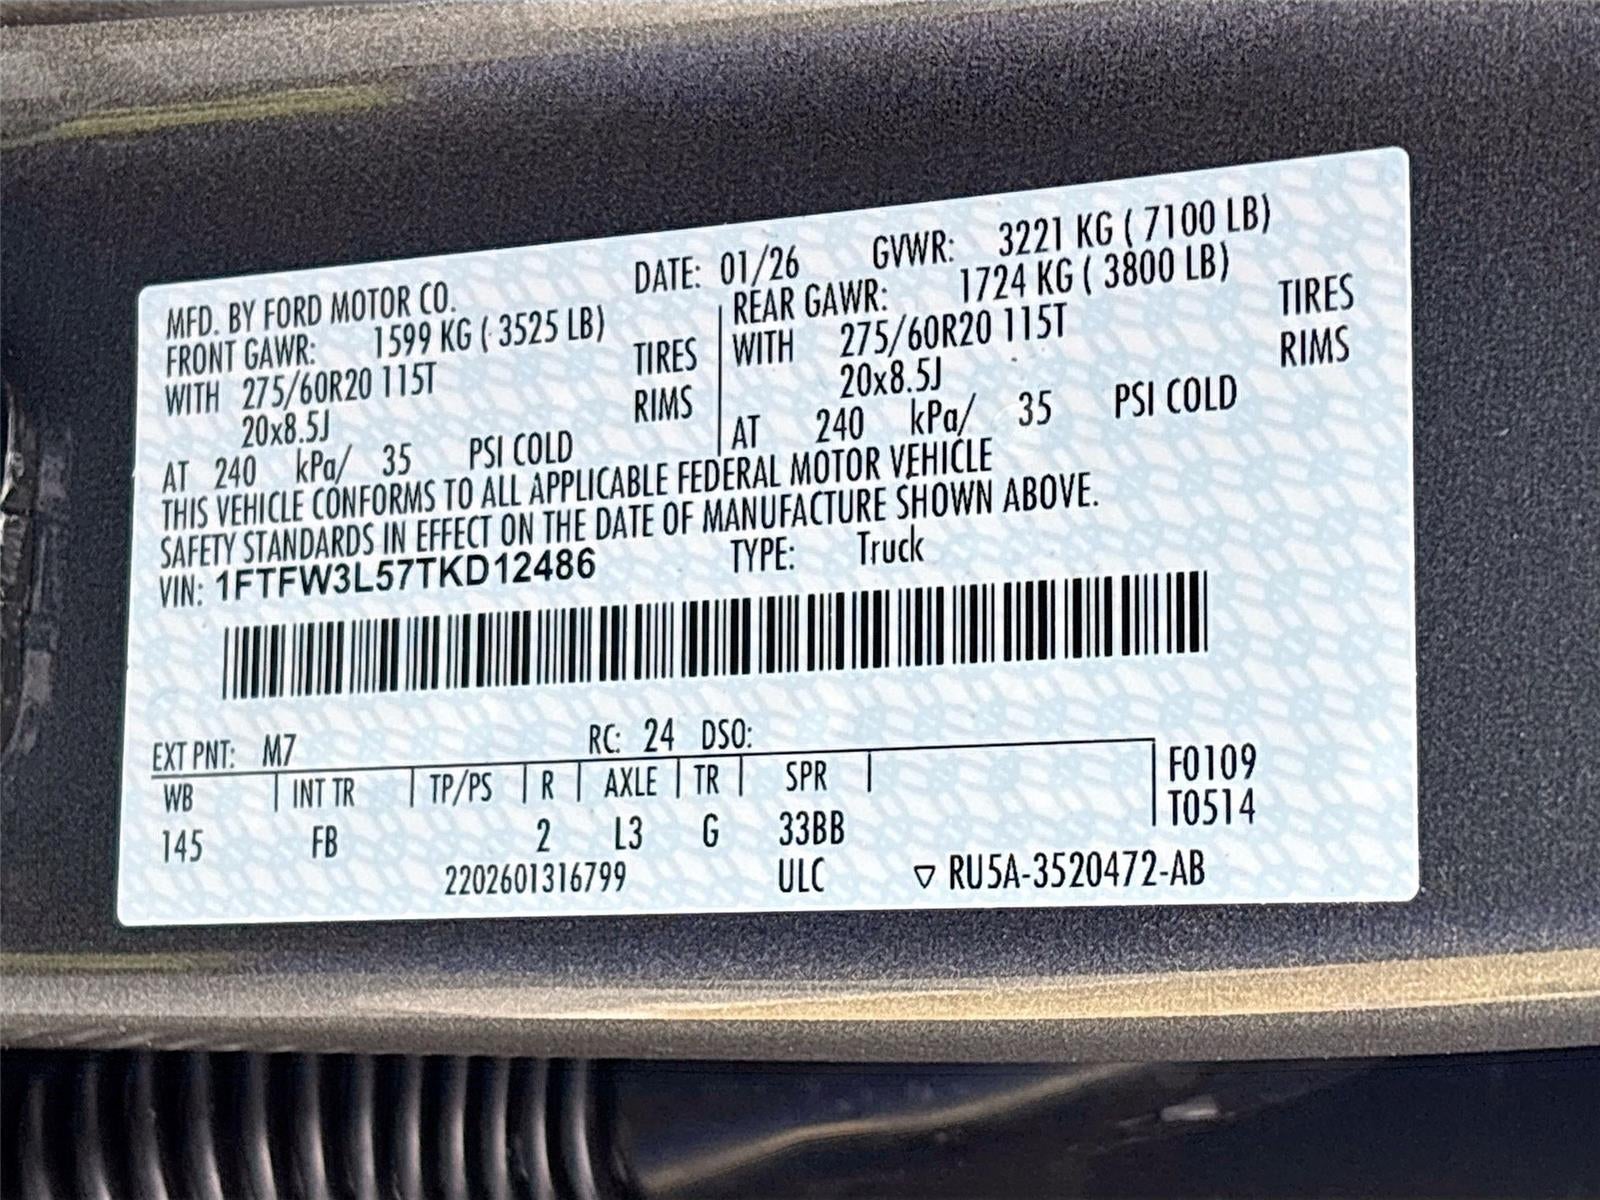 MFD. BY FORD MOTOR CO. DATE: 01/26 GVWR: 3221 KG ( 7100 LB)
FRONT GAWR: 1599 KG ( 3525 LB) REAR GAWR: 1724 KG ( 3800 LB)
WITH 275/60R20 115T TIRES WITH 275/60R20 115T TIRES
20x8.5J RIMS 20x8.5J RIMS
AT 240 kPa/ 35 PSI COLD AT 240 kPa/ 35 PSI COLD
THIS VEHICLE CONFORMS TO ALL APPLICABLE FEDERAL MOTOR VEHICLE
SAFETY STANDARDS IN EFFECT ON THE DATE OF MANUFACTURE SHOWN ABOVE.
VIN: 1FTFW3L57TKD12486 TYPE: Truck
EXT PNT: M7 RC: 24 DSO:
WB INT TR TP/PS R AXLE TR SPR F0109
145 FB 2 L3 G 33BB T0514
2202601316799 ULC ▽ RU5A-3520472-AB